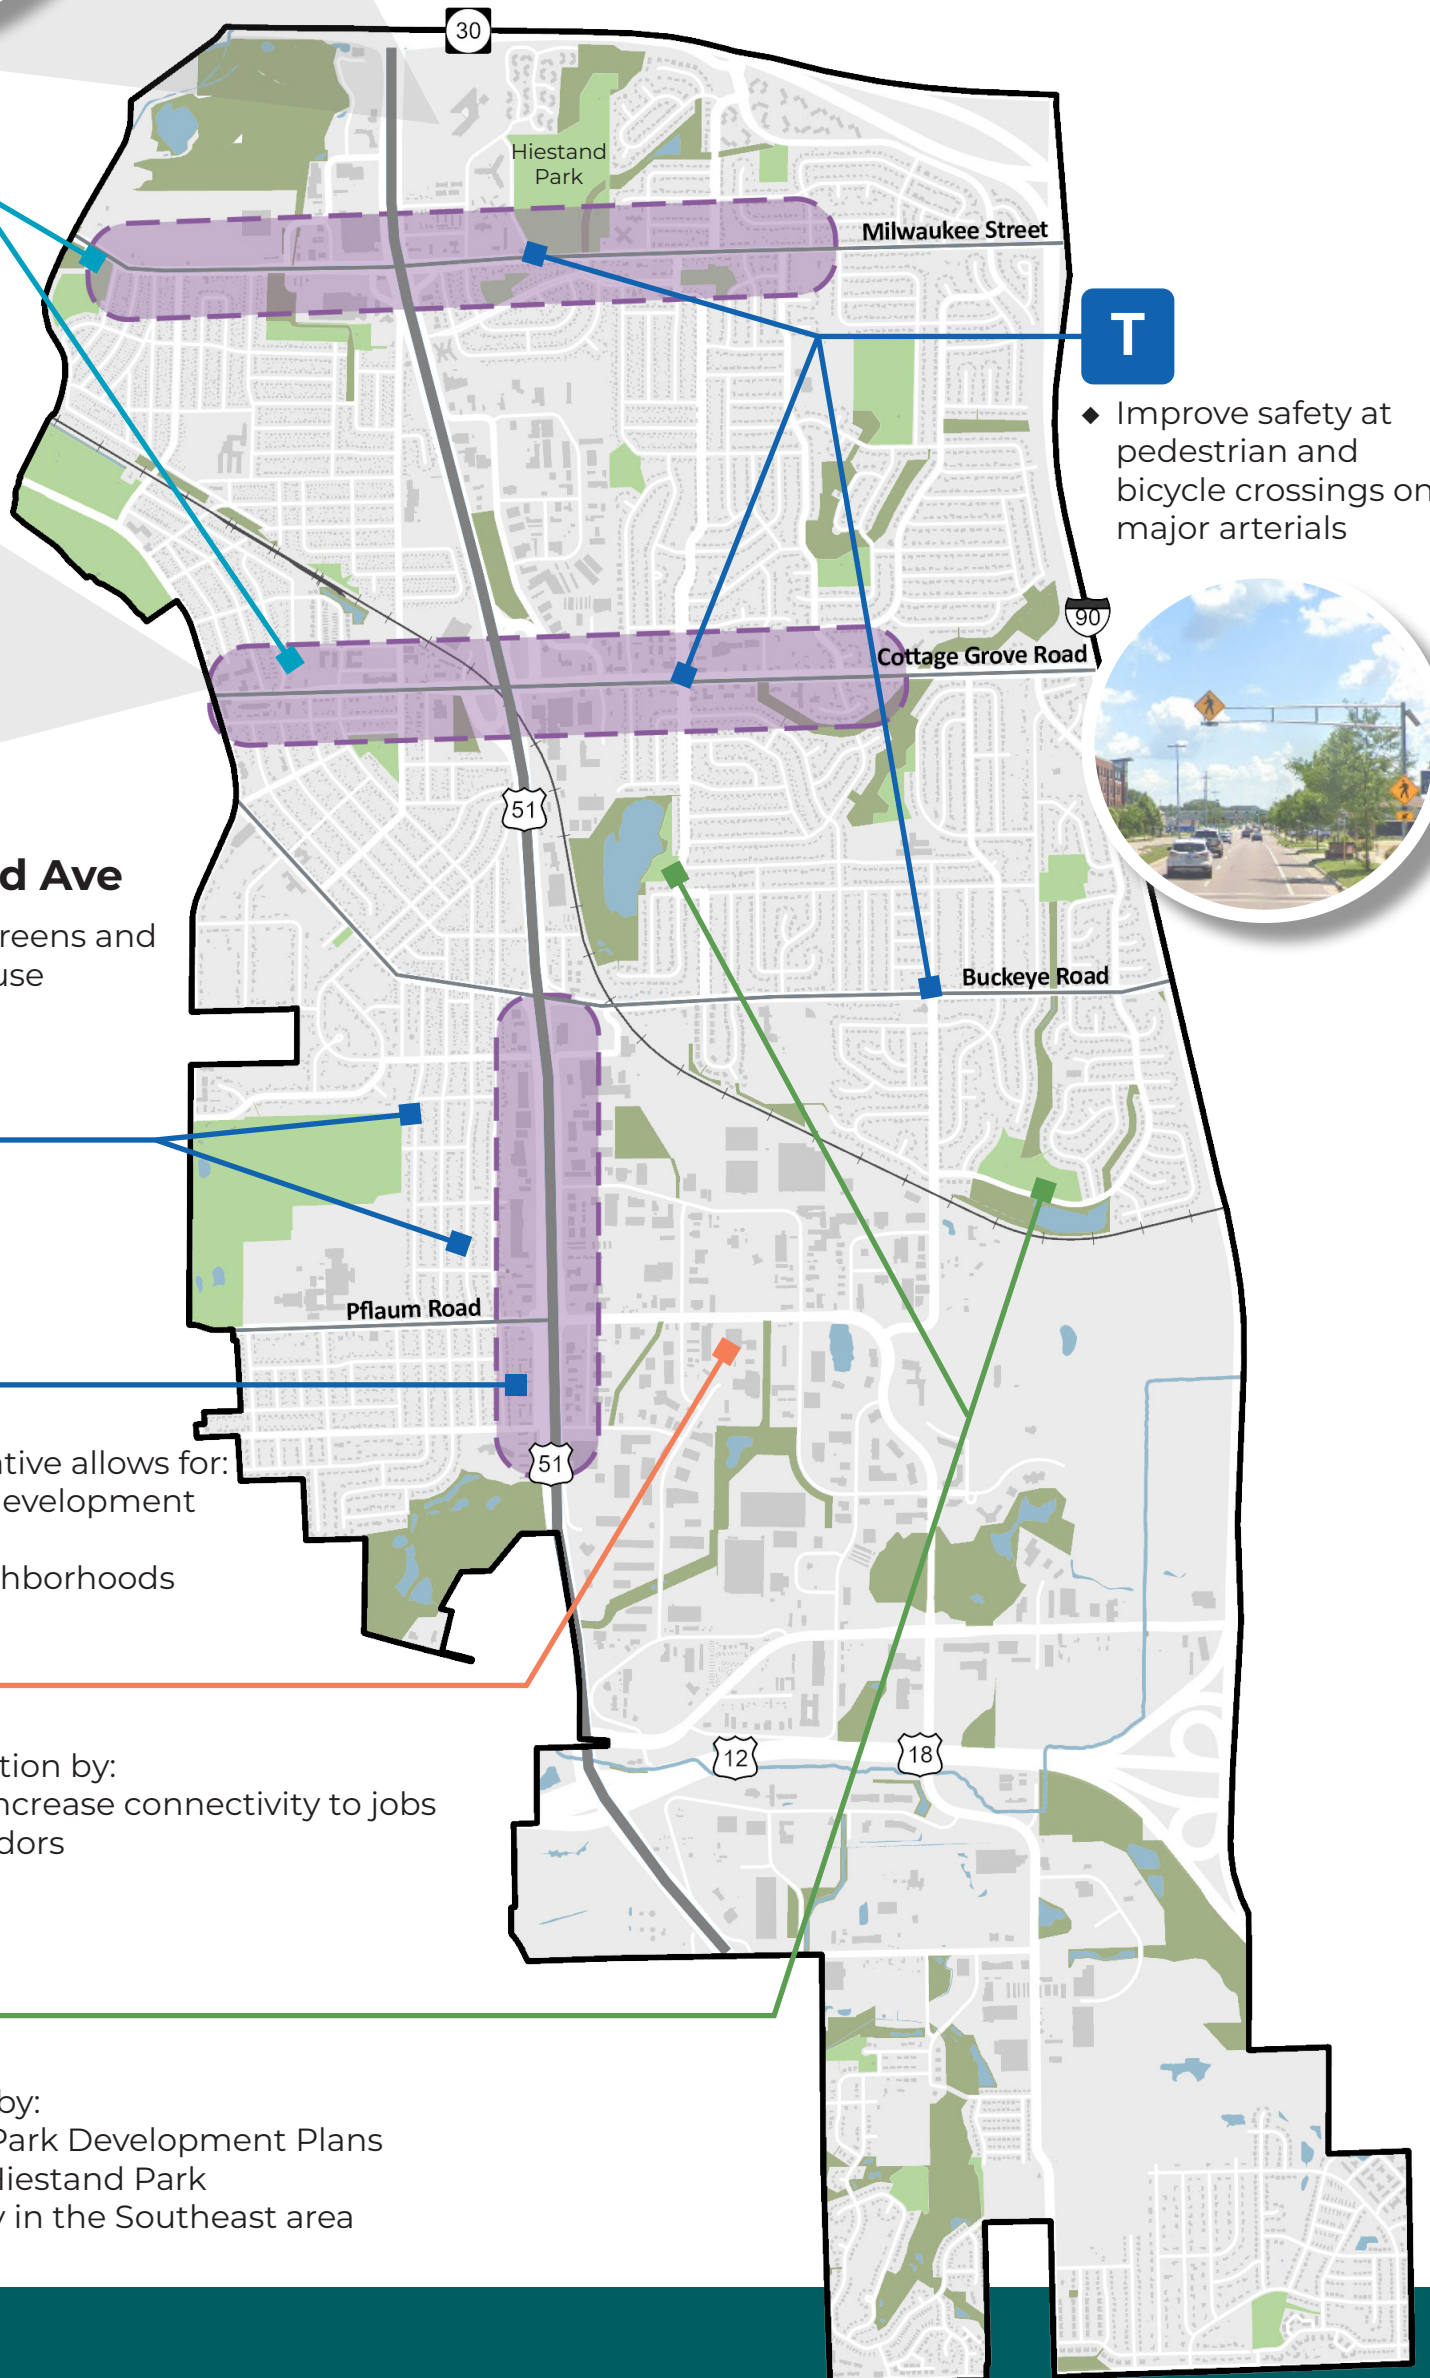 30
Hiestand
Park
Milwaukee Street
T
◆ Improve safety at
pedestrian and
bicycle crossings on
major arterials
90
Cottage Grove Road
51
d Ave
reens and
use
Buckeye Road
Pflaum Road
51
ative allows for:
evelopment
hborhoods
12
18
tion by:
ncrease connectivity to jobs
dors
by:
Park Development Plans
Hiestand Park
y in the Southeast area